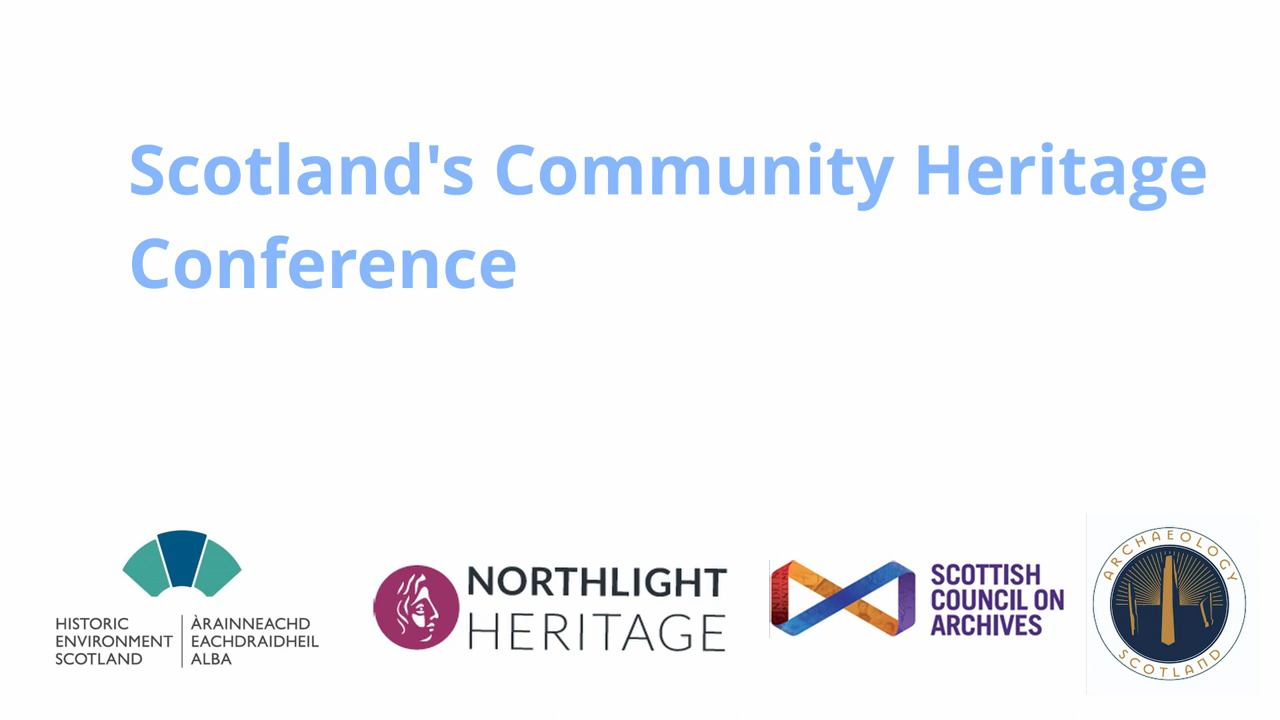 Scotland's Community Heritage
Conference
HISTORIC
ENVIRONMENT
SCOTLAND
ÀRAINNEACHD
EACHDRAIDHEIL
ALBA
NORTHLIGHT
HERITAGE
SCOTTISH
COUNCIL ON
ARCHIVES
ARCHAEOLOGY
SCOTLAND